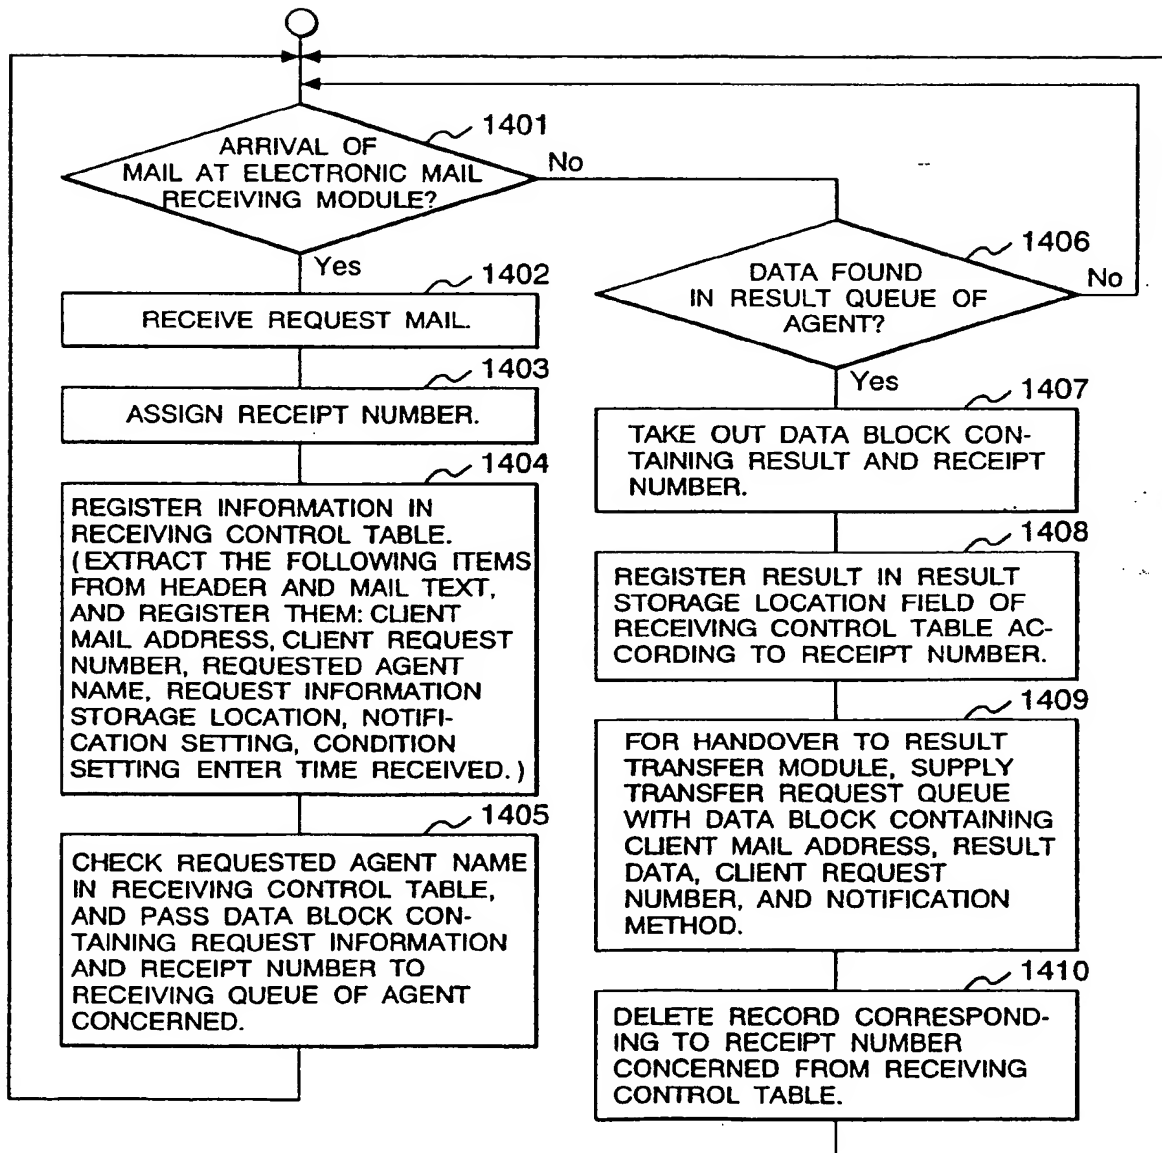 1401
ARRIVAL OF
MAIL AT ELECTRONIC MAIL
RECEIVING MODULE?
No
Yes
1402
RECEIVE REQUEST MAIL.
1403
ASSIGN RECEIPT NUMBER.
1404
REGISTER INFORMATION IN
RECEIVING CONTROL TABLE.
(EXTRACT THE FOLLOWING ITEMS
FROM HEADER AND MAIL TEXT,
AND REGISTER THEM: CLIENT
MAIL ADDRESS, CLIENT REQUEST
NUMBER, REQUESTED AGENT
NAME, REQUEST INFORMATION
STORAGE LOCATION, NOTIFI-
CATION SETTING, CONDITION
SETTING ENTER TIME RECEIVED.)
1405
CHECK REQUESTED AGENT NAME
IN RECEIVING CONTROL TABLE,
AND PASS DATA BLOCK CON-
TAINING REQUEST INFORMATION
AND RECEIPT NUMBER TO
RECEIVING QUEUE OF AGENT
CONCERNED.
1406
DATA FOUND
IN RESULT QUEUE OF
AGENT?
No
Yes
1407
TAKE OUT DATA BLOCK CON-
TAINING RESULT AND RECEIPT
NUMBER.
1408
REGISTER RESULT IN RESULT
STORAGE LOCATION FIELD OF
RECEIVING CONTROL TABLE AC-
CORDING TO RECEIPT NUMBER.
1409
FOR HANDOVER TO RESULT
TRANSFER MODULE, SUPPLY
TRANSFER REQUEST QUEUE
WITH DATA BLOCK CONTAINING
CLIENT MAIL ADDRESS, RESULT
DATA, CLIENT REQUEST
NUMBER, AND NOTIFICATION
METHOD.
1410
DELETE RECORD CORRESPOND-
ING TO RECEIPT NUMBER
CONCERNED FROM RECEIVING
CONTROL TABLE.